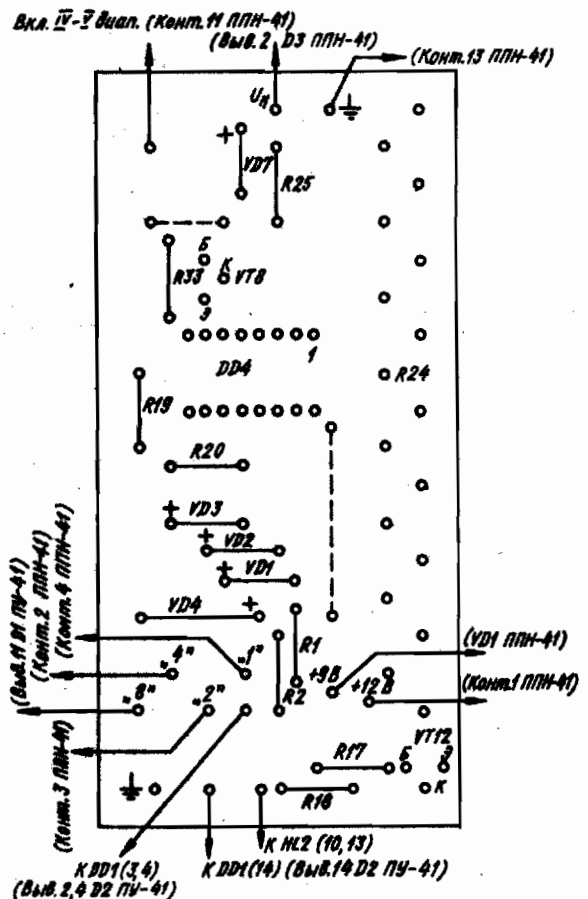 Вкл. IV-V диап. (Конт. 11 ППН-41)
(Выв. 2 D3 ППН-41)
(Конт. 13 ППН-41)
Uн
+
VD7
R25
Б
К
R33
VT8
Э
1
DD4
R24
R19
R20
+ VD3
+
VD2
+
VD1
VD4 +
R1
(Выв. 11 D1 ПУ-41)
(Конт. 2 ППН-41)
(Конт. 4 ППН-41)
(VD1 ППН-41)
„4"
„1"
+9В
+12В
(Конт. 1 ППН-41)
„8"
„2"
R2
VT12
(Конт. 3 ППН-41)
R17
Б
Э
R18
К
К HL2 (10,13)
К DD1 (3,4)
К DD1 (14) (Выв. 14 D2 ПУ-41)
(Выв. 2,4 D2 ПУ-41)